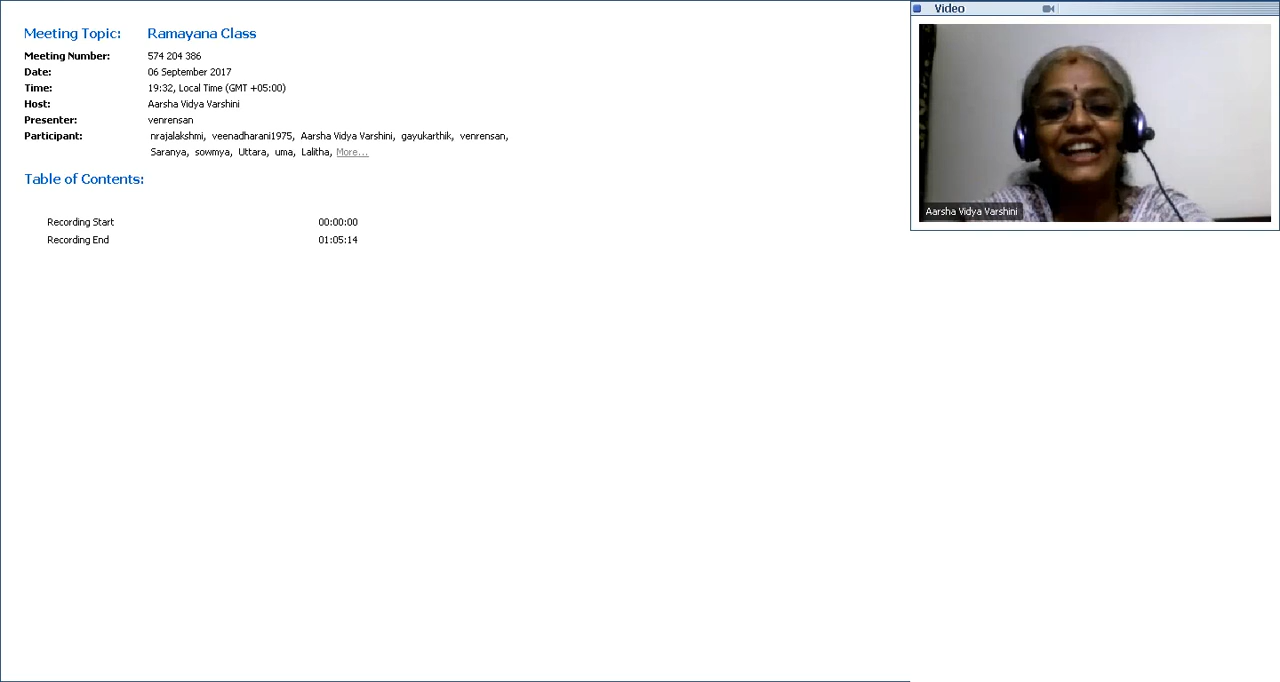 Meeting Topic: Ramayana Class
Meeting Number: 574 204 386
Date: 06 September 2017
Time: 19:32, Local Time (GMT +05:00)
Host: Aarsha Vidya Varshini
Presenter: venrensan
Participant: nrajalakshmi, veenadharani1975, Aarsha Vidya Varshini, gayukarthik, venrensan,
Saranya, sowmya, Uttara, uma, Lalitha, More...
Table of Contents:
Recording Start 00:00:00
Recording End 01:05:14
Video
Aarsha Vidya Varshini